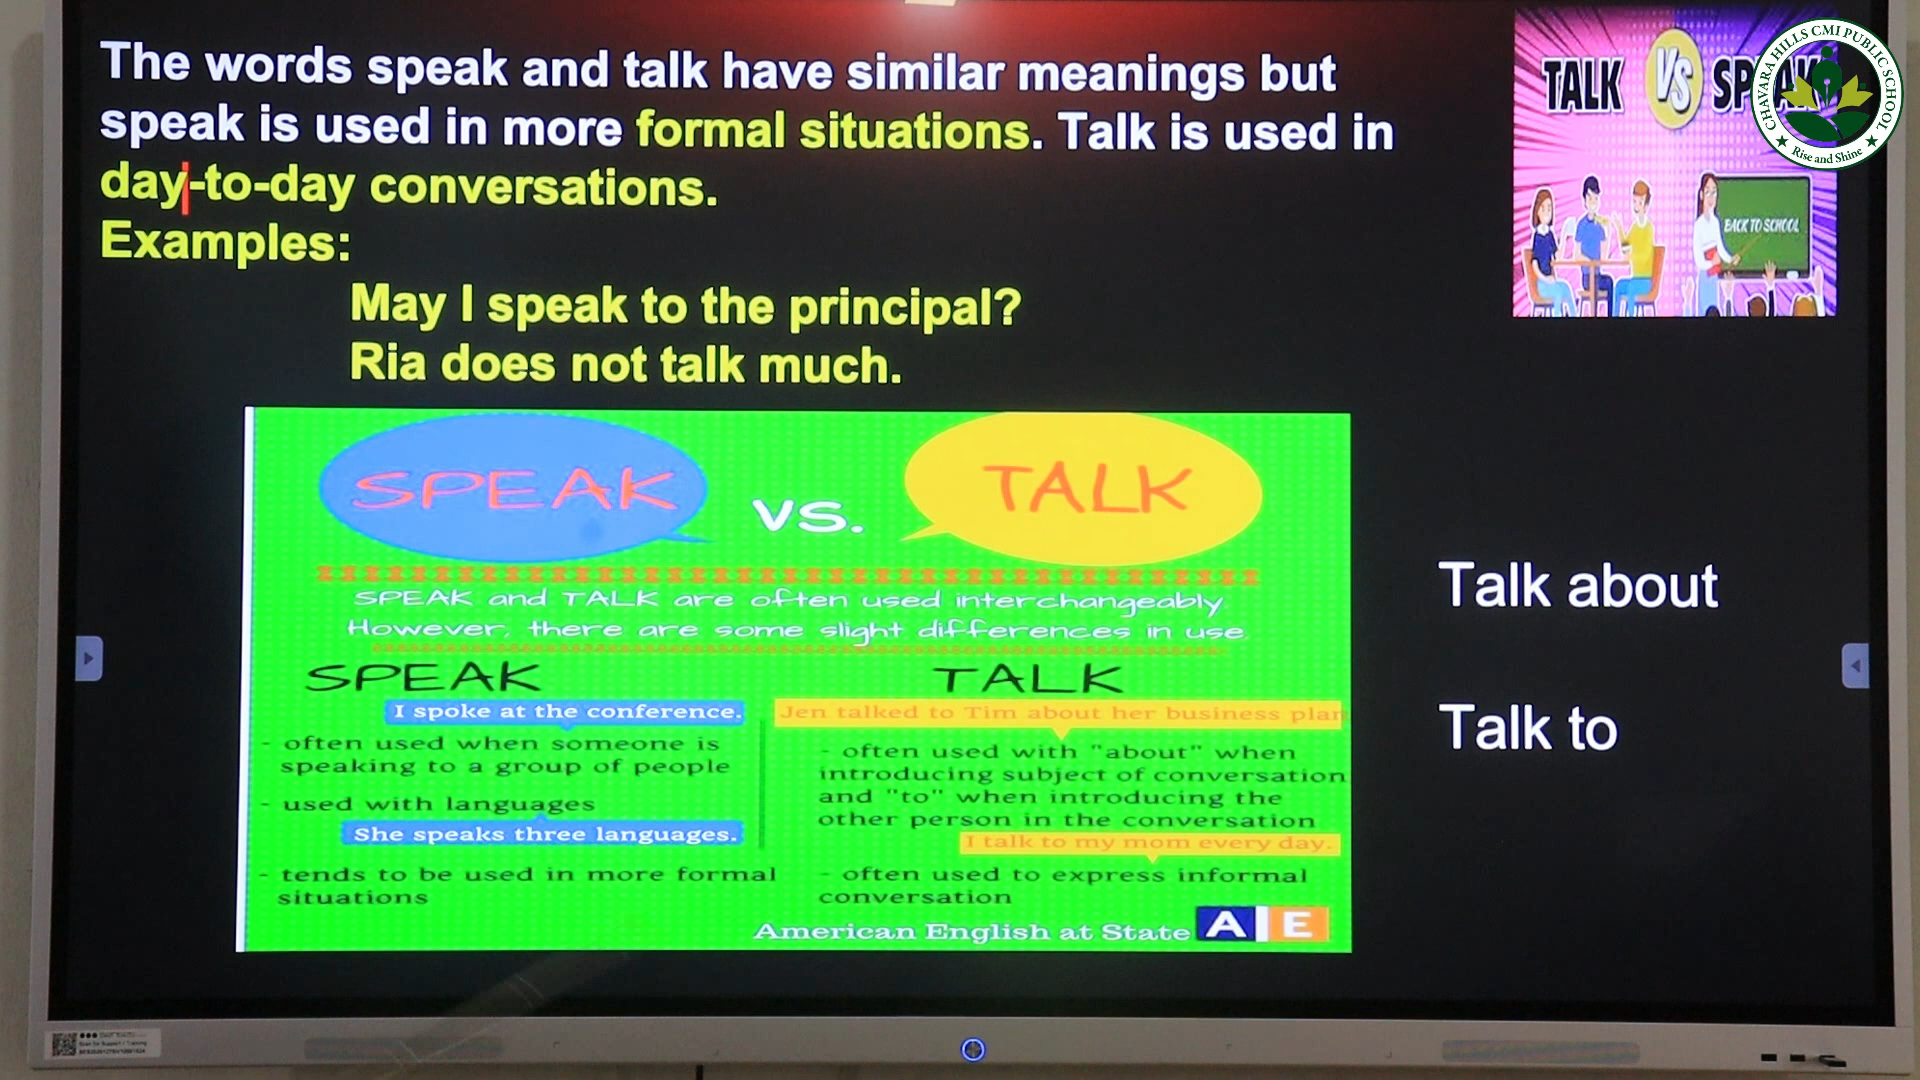 The words speak and talk have similar meanings but
speak is used in more formal situations. Talk is used in
day-to-day conversations.
Examples:
May I speak to the principal?
Ria does not talk much.
TALK VS SPEAK
BACK TO SCHOOL
CHAVARA HILLS CMI PUBLIC SCHOOL
Rise and Shine
SPEAK vs. TALK
SPEAK and TALK are often used interchangeably
However, there are some slight differences in use.
SPEAK
I spoke at the conference.
- often used when someone is
speaking to a group of people
- used with languages
She speaks three languages.
- tends to be used in more formal
situations
TALK
Jen talked to Tim about her business plan
- often used with "about" when
introducing subject of conversation
and "to" when introducing the
other person in the conversation
I talk to my mom every day.
- often used to express informal
conversation
American English at State A E
Talk about
Talk to